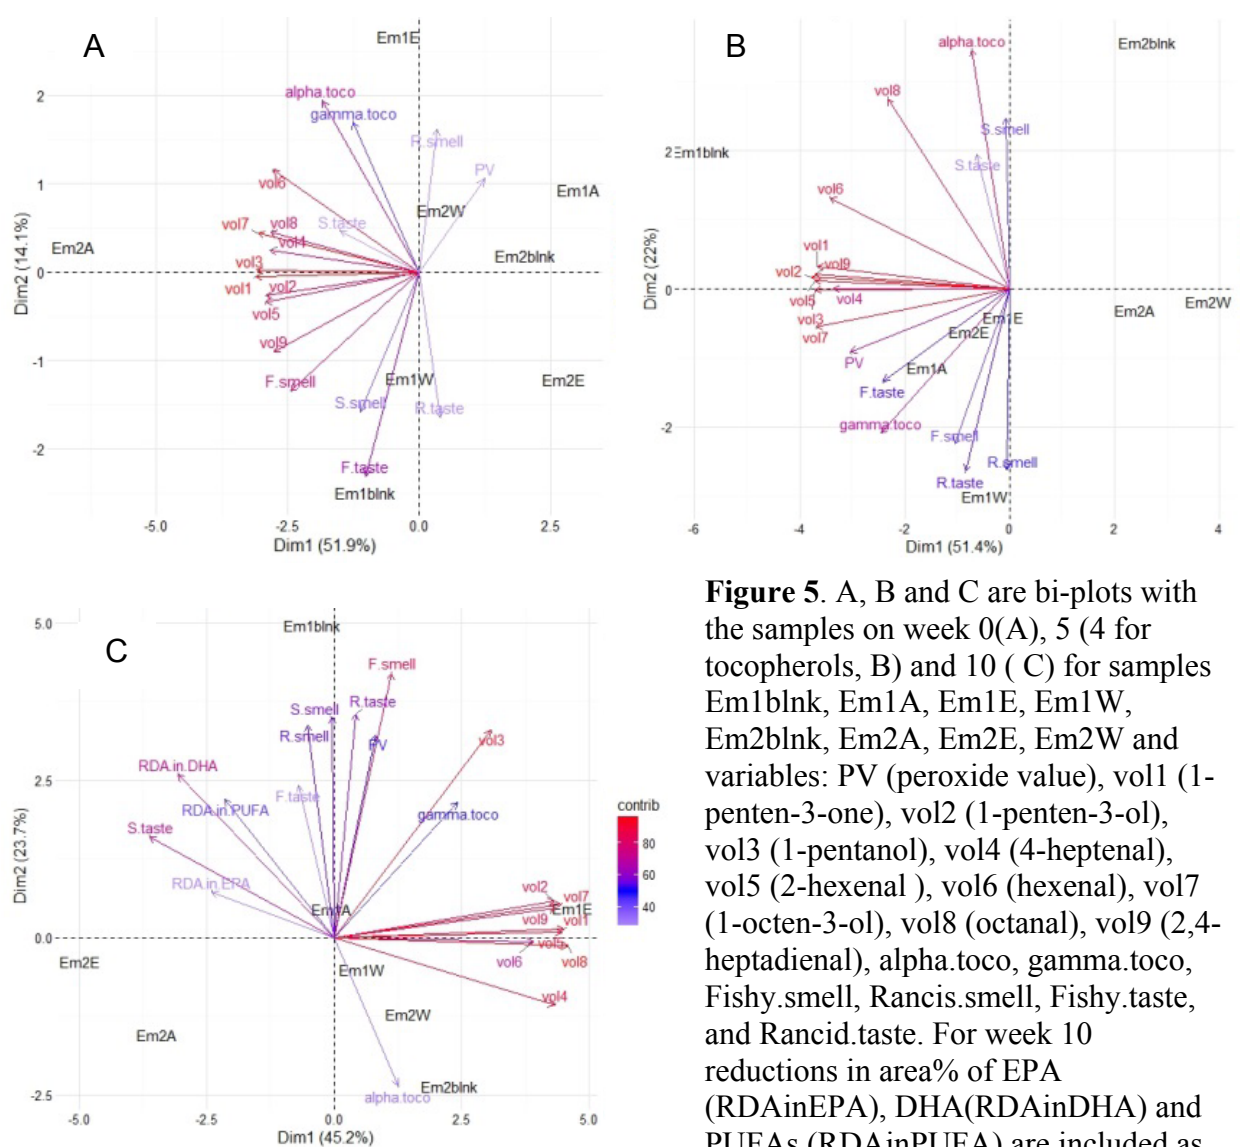 A
Em1E
alpha.toco
gamma.toco
R.smell
PV
vol6
Em1A
Em2W
vol7
vol8
S.taste
vol4
Em2A
Em2blnk
vol3
vol1
vol2
vol5
vol9
F.smell
Em1W
Em2E
S.smell
R.taste
F.taste
Em1blnk
2
1
0
-1
-2
Dim2 (14.1%)
-5.0 -2.5 0.0 2.5
Dim1 (51.9%)
B
alpha.toco
Em2blnk
vol8
S.smell
Em1blnk
S.taste
vol6
vol1
vol9
vol2
vol5
vol4
Em2A
Em2W
vol3
Em1E
vol7
Em2E
PV
Em1A
F.taste
gamma.toco
F.smell
R.smell
R.taste
Em1W
2
0
-2
Dim2 (22%)
-6 -4 -2 0 2 4
Dim1 (51.4%)
C
Em1blnk
F.smell
S.smell
R.taste
R.smell
PV
vol3
RDA.in.DHA
F.taste
RDA.in.PUFA
gamma.toco
S.taste
RDA.in.EPA
vol2
vol7
Em1A
Em1E
vol9
vol1
vol5
vol6
vol8
Em2E
Em1W
vol4
Em2W
Em2A
Em2blnk
alpha.toco
5.0
2.5
0.0
-2.5
Dim2 (23.7%)
-5.0 -2.5 0.0 2.5 5.0
Dim1 (45.2%)
contrib
80
60
40
Figure 5. A, B and C are bi-plots with
the samples on week 0(A), 5 (4 for
tocopherols, B) and 10 ( C) for samples
Em1blnk, Em1A, Em1E, Em1W,
Em2blnk, Em2A, Em2E, Em2W and
variables: PV (peroxide value), vol1 (1-
penten-3-one), vol2 (1-penten-3-ol),
vol3 (1-pentanol), vol4 (4-heptenal),
vol5 (2-hexenal ), vol6 (hexenal), vol7
(1-octen-3-ol), vol8 (octanal), vol9 (2,4-
heptadienal), alpha.toco, gamma.toco,
Fishy.smell, Rancis.smell, Fishy.taste,
and Rancid.taste. For week 10
reductions in area% of EPA
(RDAinEPA), DHA(RDAinDHA) and
PUFAs (RDAinPUFA) are included as